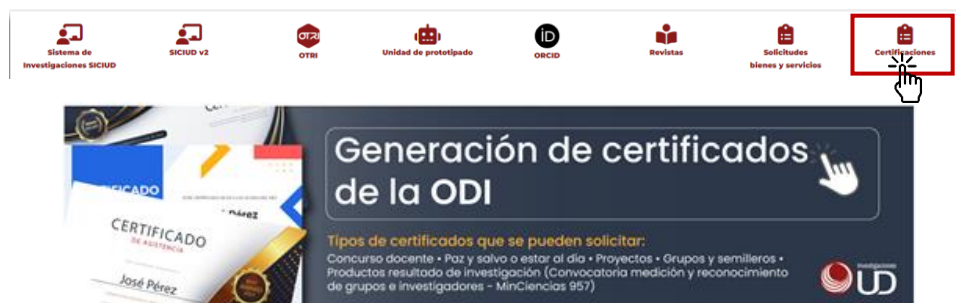 Sistema de
Investigaciones SICIUD
SICIUD v2
OTRI
OTRI
Unidad de prototipado
iD
ORCID
Revistas
Solicitudes
bienes y servicios
Certificaciones
CERTIFICADO
DE ASISTENCIA
José Pérez
Pérez
Generación de certificados
de la ODI
Tipos de certificados que se pueden solicitar:
Concurso docente • Paz y salvo o estar al día • Proyectos • Grupos y semilleros •
Productos resultado de investigación (Convocatoria medición y reconocimiento
de grupos e investigadores - MinCiencias 957)
Investigaciones
UD